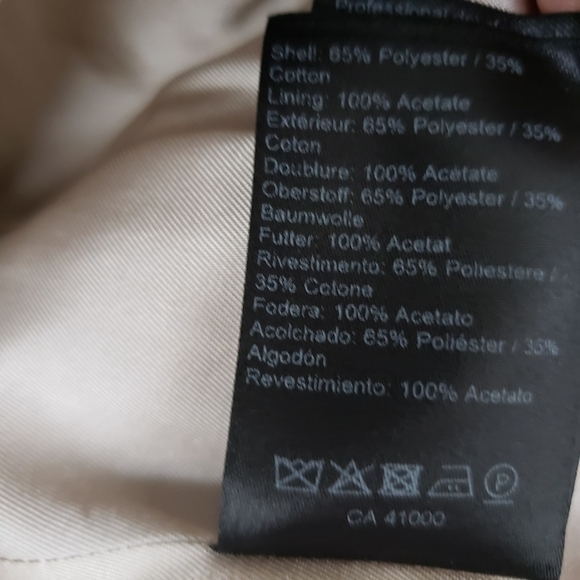 Professional
Shell: 65% Polyester / 35%
Cotton
Lining: 100% Acetate
Extérieur: 65% Polyester / 35%
Coton
Doublure: 100% Acétate
Oberstoff: 65% Polyester / 35%
Baumwolle
Futter: 100% Acetat
Rivestimento: 65% Poliestere /
35% Cotone
Fodera: 100% Acetato
Acolchado: 65% Poliéster / 35%
Algodón
Revestimiento: 100% Acetato
P
CA 41000